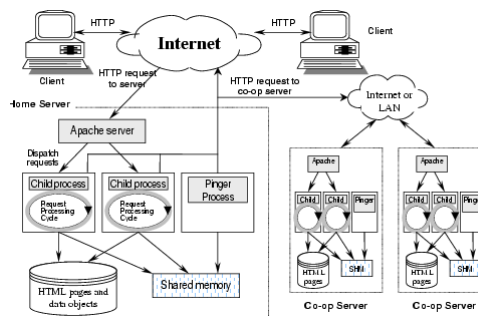 HTTP
HTTP
Internet
Client
Client
HTTP request
to server
HTTP request to
co-op server
Internet or
LAN
Home Server
Apache server
Dispatch
requests
Child process
Child process
Pinger
Process
Request
Processing
Cycle
Request
Processing
Cycle
HTML pages and
data objects
Shared memory
Apache
Child
Child
Pinger
HTML
pages
SHM
Co-op Server
Apache
Child
Child
Pinger
HTML
pages
SHM
Co-op Server